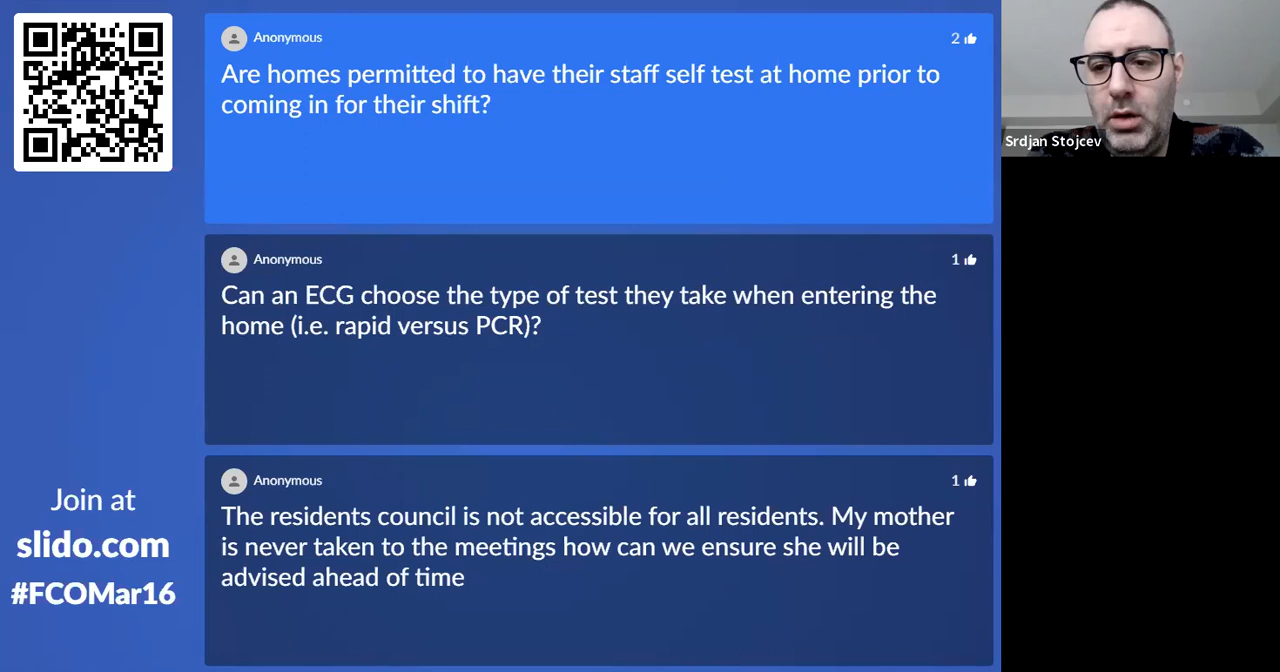 Anonymous
2
Are homes permitted to have their staff self test at home prior to
coming in for their shift?
Anonymous
1
Can an ECG choose the type of test they take when entering the
home (i.e. rapid versus PCR)?
Anonymous
1
The residents council is not accessible for all residents. My mother
is never taken to the meetings how can we ensure she will be
advised ahead of time
Join at
slido.com
#FCOMar16
Srdjan Stojcev